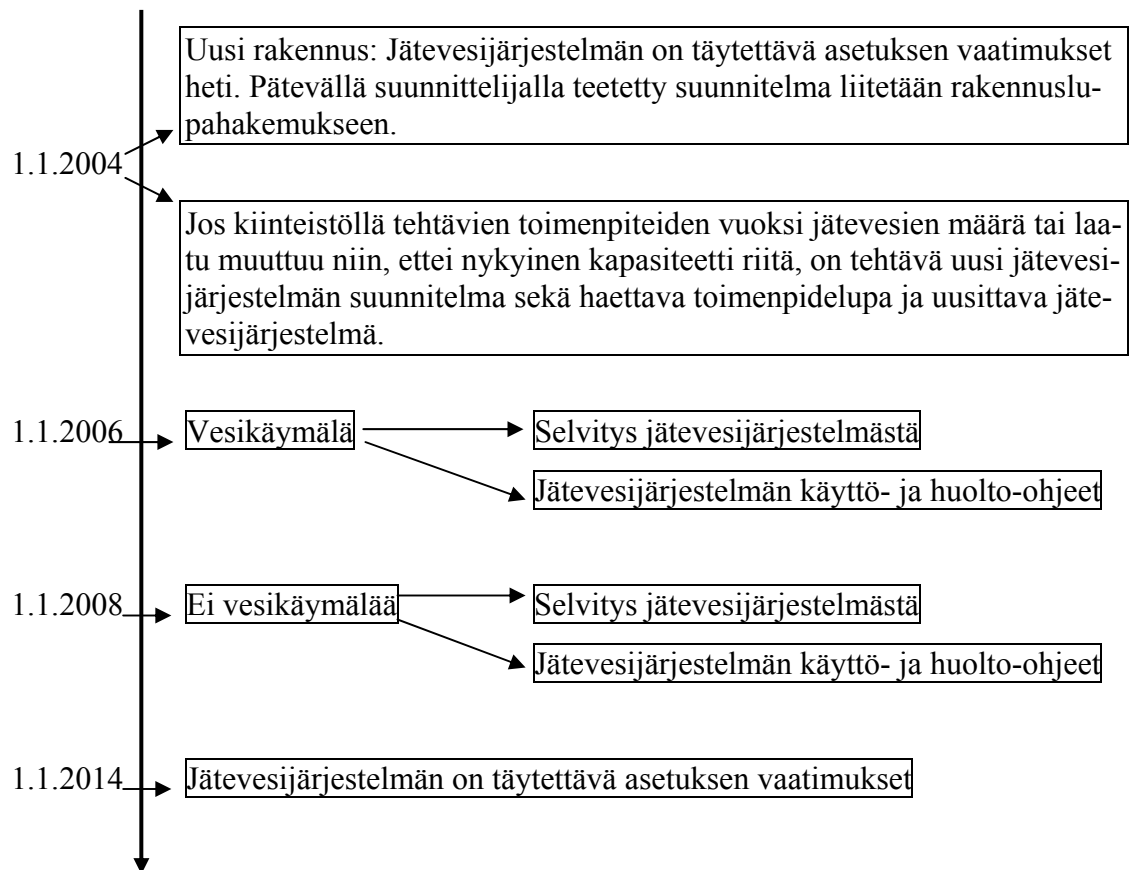 Uusi rakennus: Jätevesijärjestelmän on täytettävä asetuksen vaatimukset
heti. Pätevällä suunnittelijalla teetetty suunnitelma liitetään rakennuslu-
pahakemukseen.
1.1.2004
Jos kiinteistöllä tehtävien toimenpiteiden vuoksi jätevesien määrä tai laa-
tu muuttuu niin, ettei nykyinen kapasiteetti riitä, on tehtävä uusi jätevesi-
järjestelmän suunnitelma sekä haettava toimenpidelupa ja uusittava jäte-
vesijärjestelmä.
1.1.2006 Vesikäymälä Selvitys jätevesijärjestelmästä
Jätevesijärjestelmän käyttö- ja huolto-ohjeet
1.1.2008 Ei vesikäymälää Selvitys jätevesijärjestelmästä
Jätevesijärjestelmän käyttö- ja huolto-ohjeet
1.1.2014 Jätevesijärjestelmän on täytettävä asetuksen vaatimukset